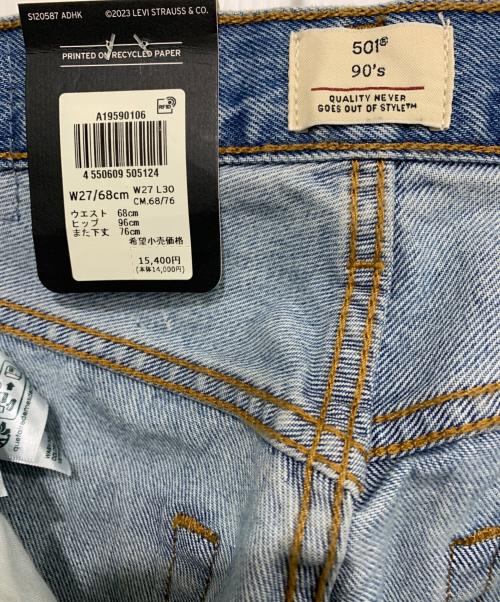 S120587 ADHK ©2023 LEVI STRAUSS & CO.
PRINTED ON RECYCLED PAPER
RFID
A19590106
4 550609 505124
W27/68cm W27 L30
CM.68/76
ウエスト 68cm
ヒップ 96cm
また下丈 76cm
希望小売価格
15,400円
(本体14,000円)
501®
90's
QUALITY NEVER
GOES OUT OF STYLE™